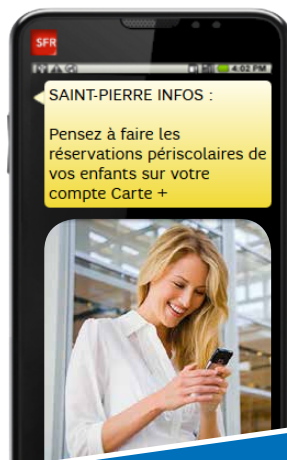 SFR
4:02 PM
SAINT-PIERRE INFOS :
Pensez à faire les
réservations périscolaires de
vos enfants sur votre
compte Carte +